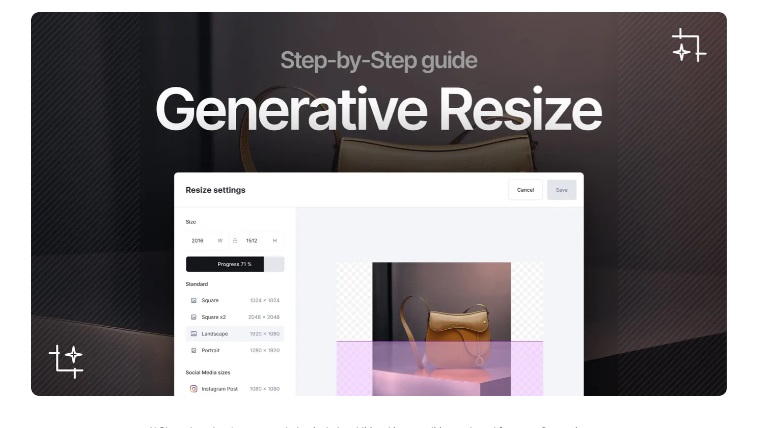 Step-by-Step guide
Generative Resize
Resize settings
Cancel
Save
Size
2016 W
1512 H
Progress 71 %
Standard
Square 1024 × 1024
Square x2 2048 × 2048
Landscape 1920 × 1080
Portrait 1080 × 1920
Social Media sizes
Instagram Post 1080 × 1080